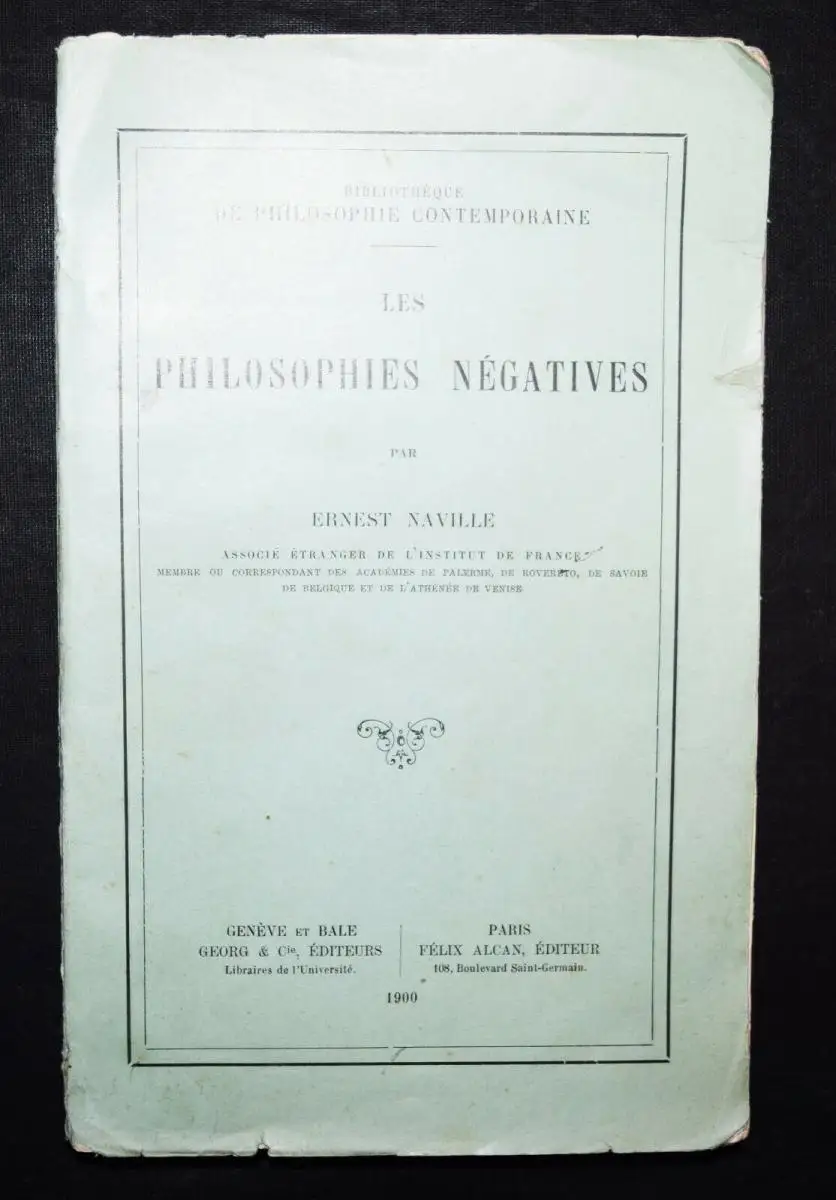 BIBLIOTHÈQUE
DE PHILOSOPHIE CONTEMPORAINE
LES
PHILOSOPHIES NÉGATIVES
PAR
ERNEST NAVILLE
ASSOCIÉ ÉTRANGER DE L'INSTITUT DE FRANCE
MEMBRE OU CORRESPONDANT DES ACADÉMIES DE PALERME, DE ROVERETO, DE SAVOIE
DE BELGIQUE ET DE L'ATHÉNÉE DE VENISE
GENÈVE ET BALE
GEORG & Cie, ÉDITEURS
Libraires de l'Université.
PARIS
FÉLIX ALCAN, ÉDITEUR
108, Boulevard Saint-Germain.
1900